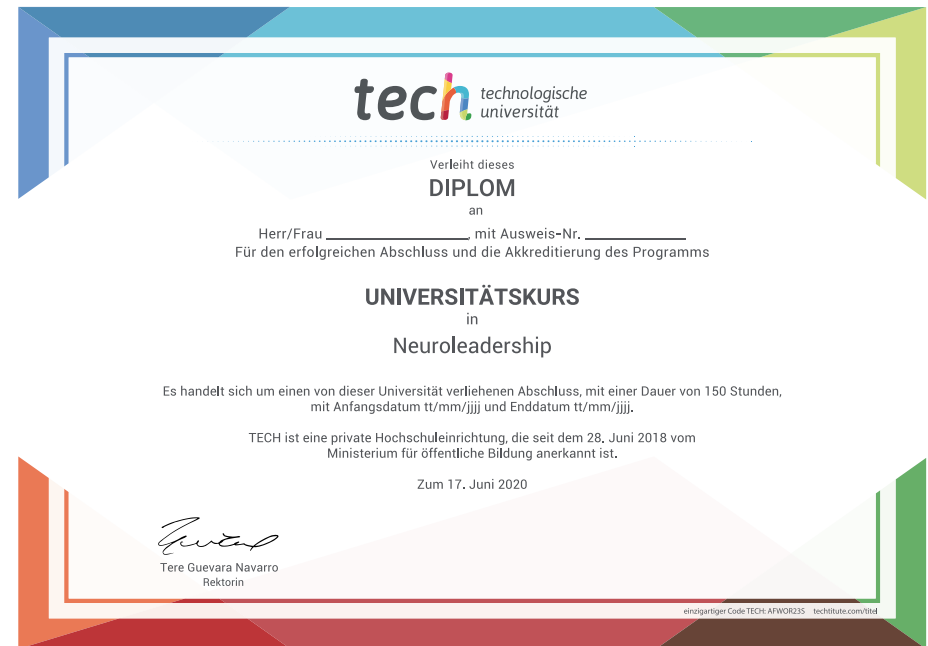 tech technologische
universität
Verleiht dieses
DIPLOM
an
Herr/Frau ____________________, mit Ausweis-Nr. ______________
Für den erfolgreichen Abschluss und die Akkreditierung des Programms
UNIVERSITÄTSKURS
in
Neuroleadership
Es handelt sich um einen von dieser Universität verliehenen Abschluss, mit einer Dauer von 150 Stunden,
mit Anfangsdatum tt/mm/jjjj und Enddatum tt/mm/jjjj.
TECH ist eine private Hochschuleinrichtung, die seit dem 28. Juni 2018 vom
Ministerium für öffentliche Bildung anerkannt ist.
Zum 17. Juni 2020
Tere Guevara Navarro
Rektorin
einzigartiger Code TECH: AFWOR23S techtitute.com/titel